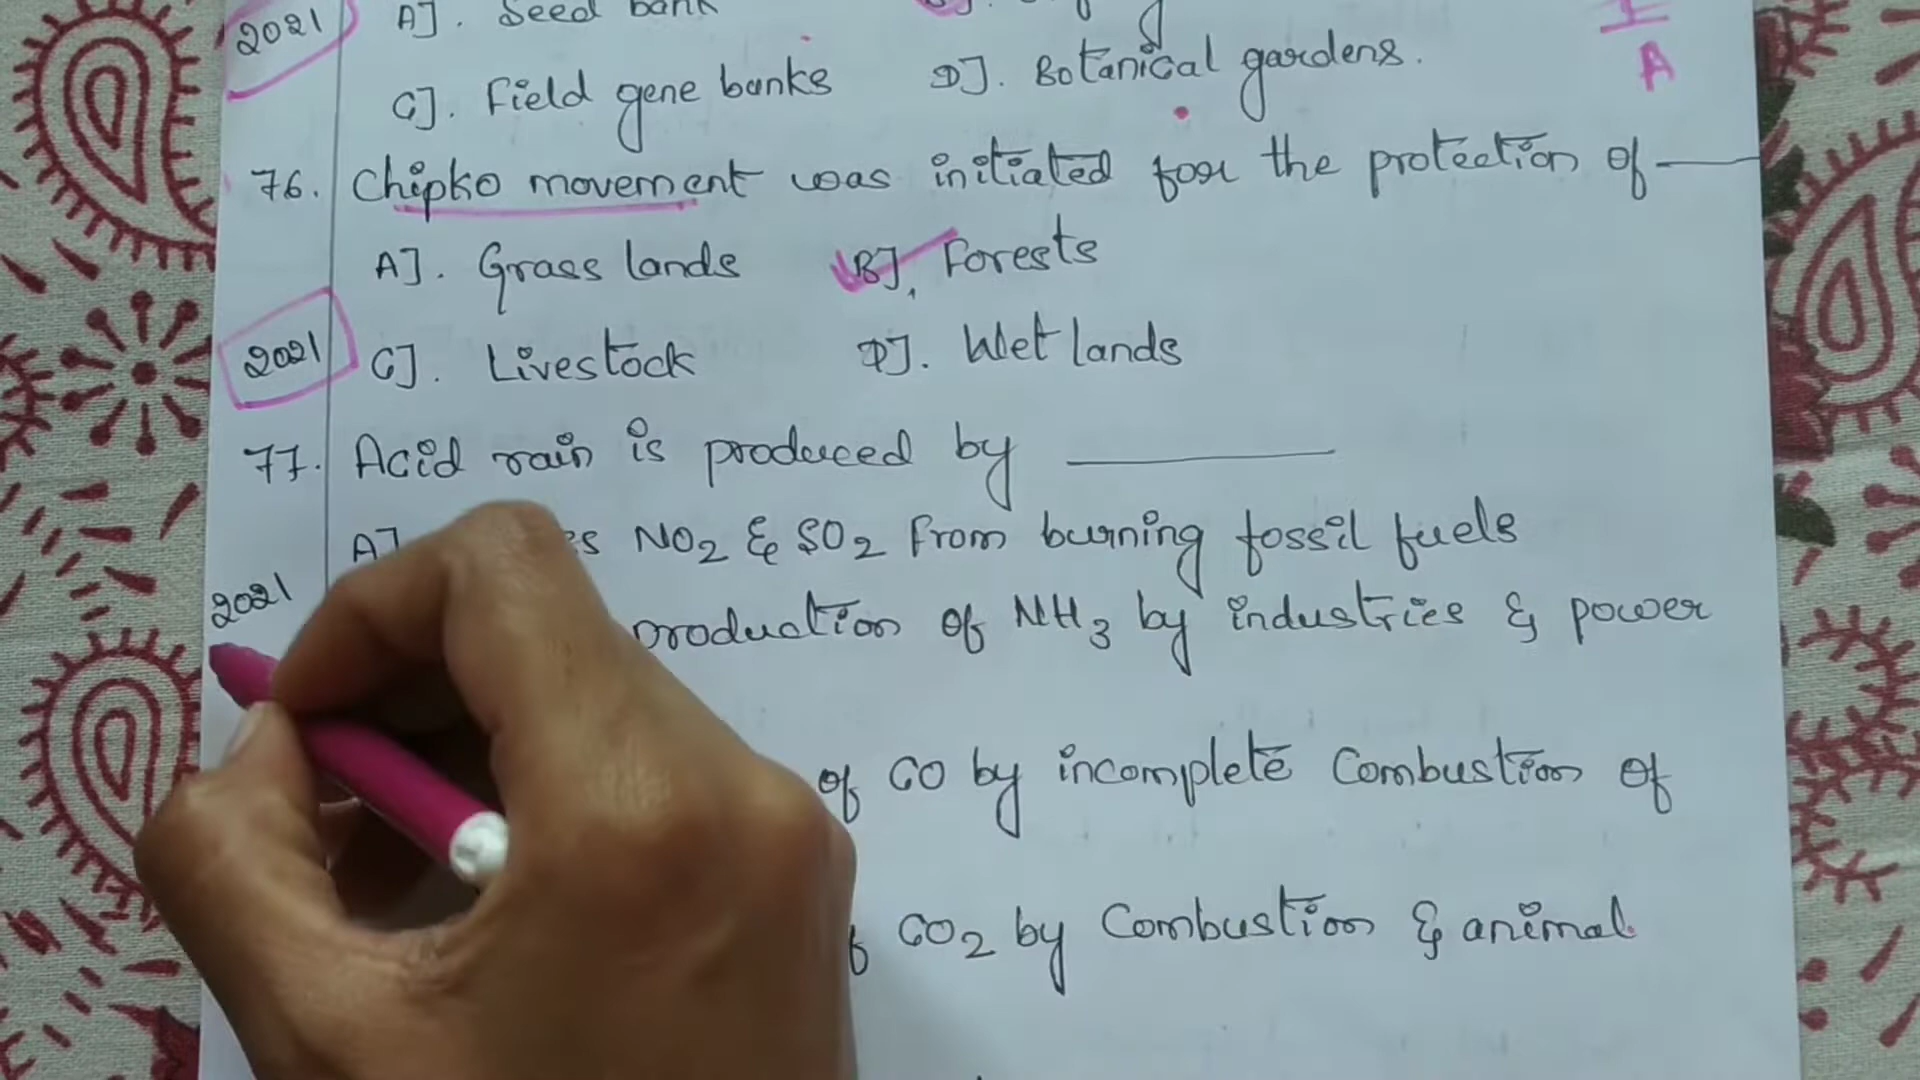 2021 A]. Seed bank
C]. Field gene banks D]. Botanical gardens.
I
A
76. Chipko movement was initiated for the protection of
A]. Grass lands B]. Forests
2021 C]. Livestock D]. Wet lands
77. Acid rain is produced by
A] NO2 & SO2 from burning fossil fuels
2021 production of NH3 by industries & power
of CO by incomplete Combustion of
CO2 by Combustion & animal